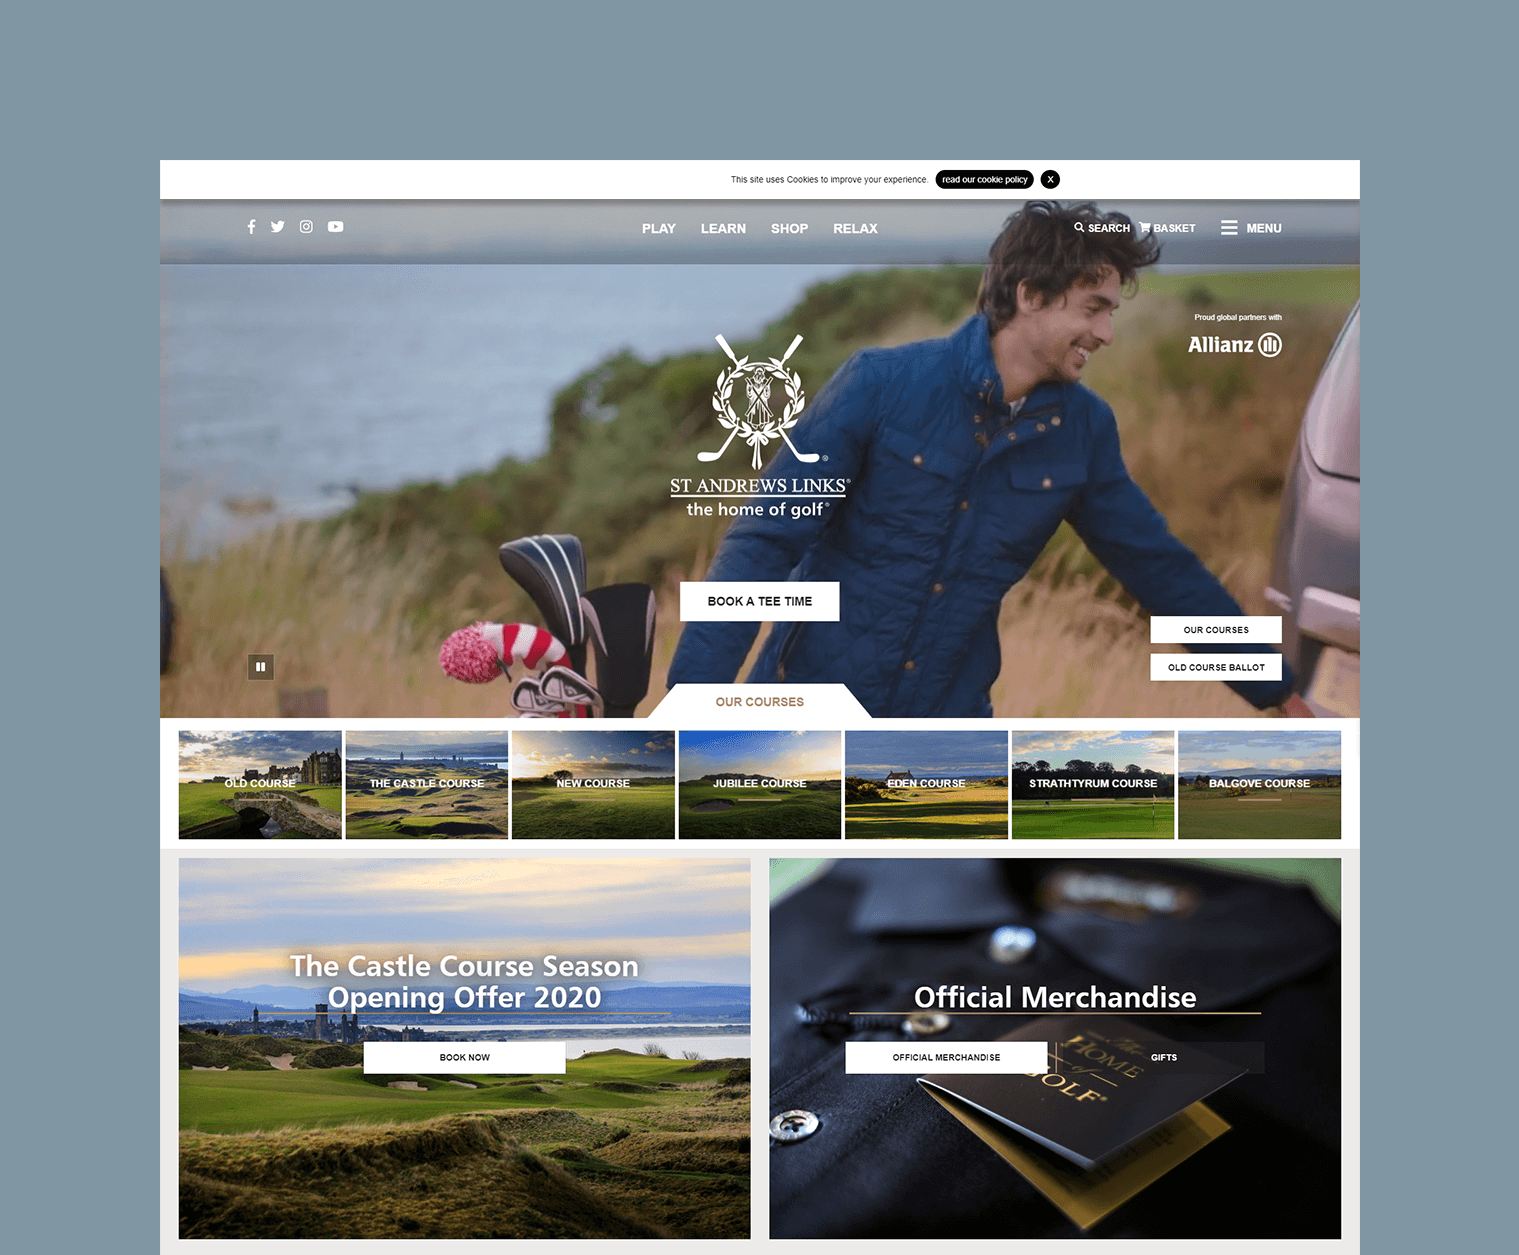 This site uses Cookies to improve your experience. read our cookie policy X
PLAY LEARN SHOP RELAX SEARCH BASKET MENU
Proud global partners with
Allianz
ST ANDREWS LINKS®
the home of golf®
BOOK A TEE TIME
OUR COURSES
OLD COURSE BALLOT
OUR COURSES
OLD COURSE THE CASTLE COURSE NEW COURSE JUBILEE COURSE EDEN COURSE STRATHTYRUM COURSE BALGOVE COURSE
The Castle Course Season
Opening Offer 2020
BOOK NOW
Official Merchandise
OFFICIAL MERCHANDISE GIFTS
The
HOME
of
GOLF®